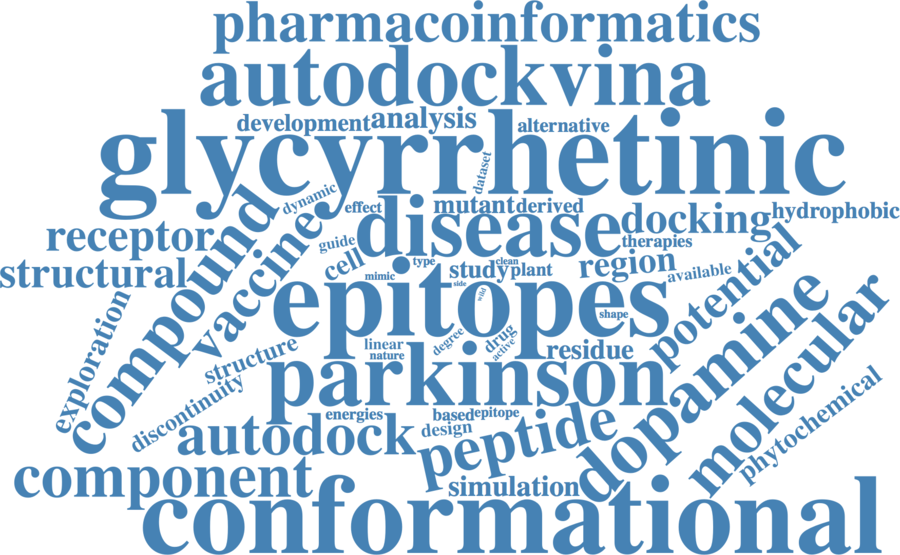 pharmacoinformatics
autodockvina
development
analysis
alternative
glycyrrhetinic
dataset
dynamic
effect
mutant
derived
disease
docking
hydrophobic
receptor
compound
vaccine
guide
therapies
structural
cell
type
clean
mimic
study
plant
region
available
side
wild
epitopes
shape
potential
exploration
structure
linear
nature
degree
drug
active
residue
dopamine
molecular
discontinuity
parkinson
energies
based
epitope
autodock
design
peptide
phytochemical
component
simulation
conformational